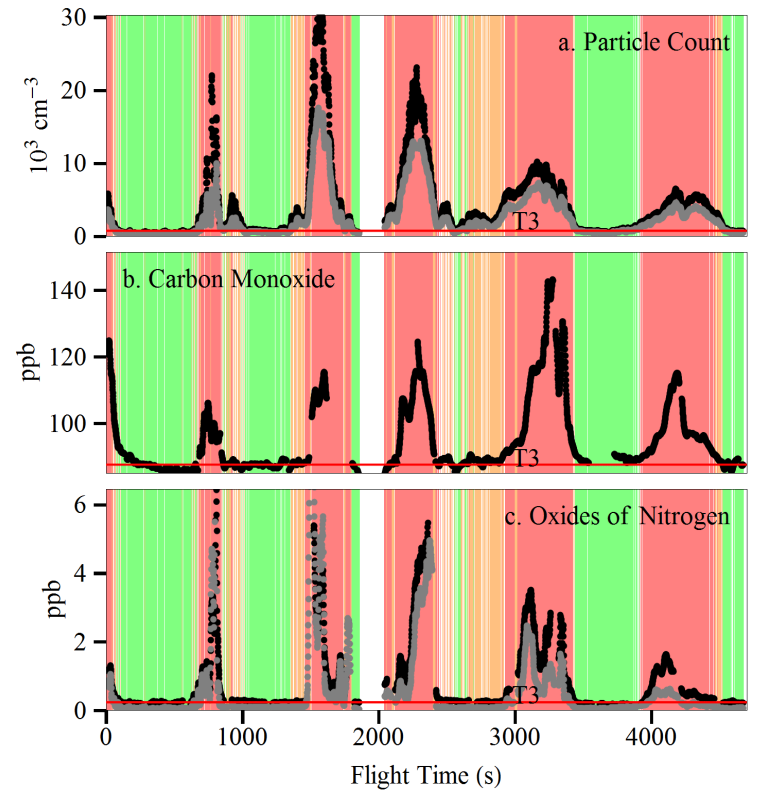 30
a. Particle Count
20
10³ cm⁻³
10
T3
0
b. Carbon Monoxide
140
ppb
120
100
T3
6
c. Oxides of Nitrogen
4
ppb
2
T3
0
0 1000 2000 3000 4000
Flight Time (s)